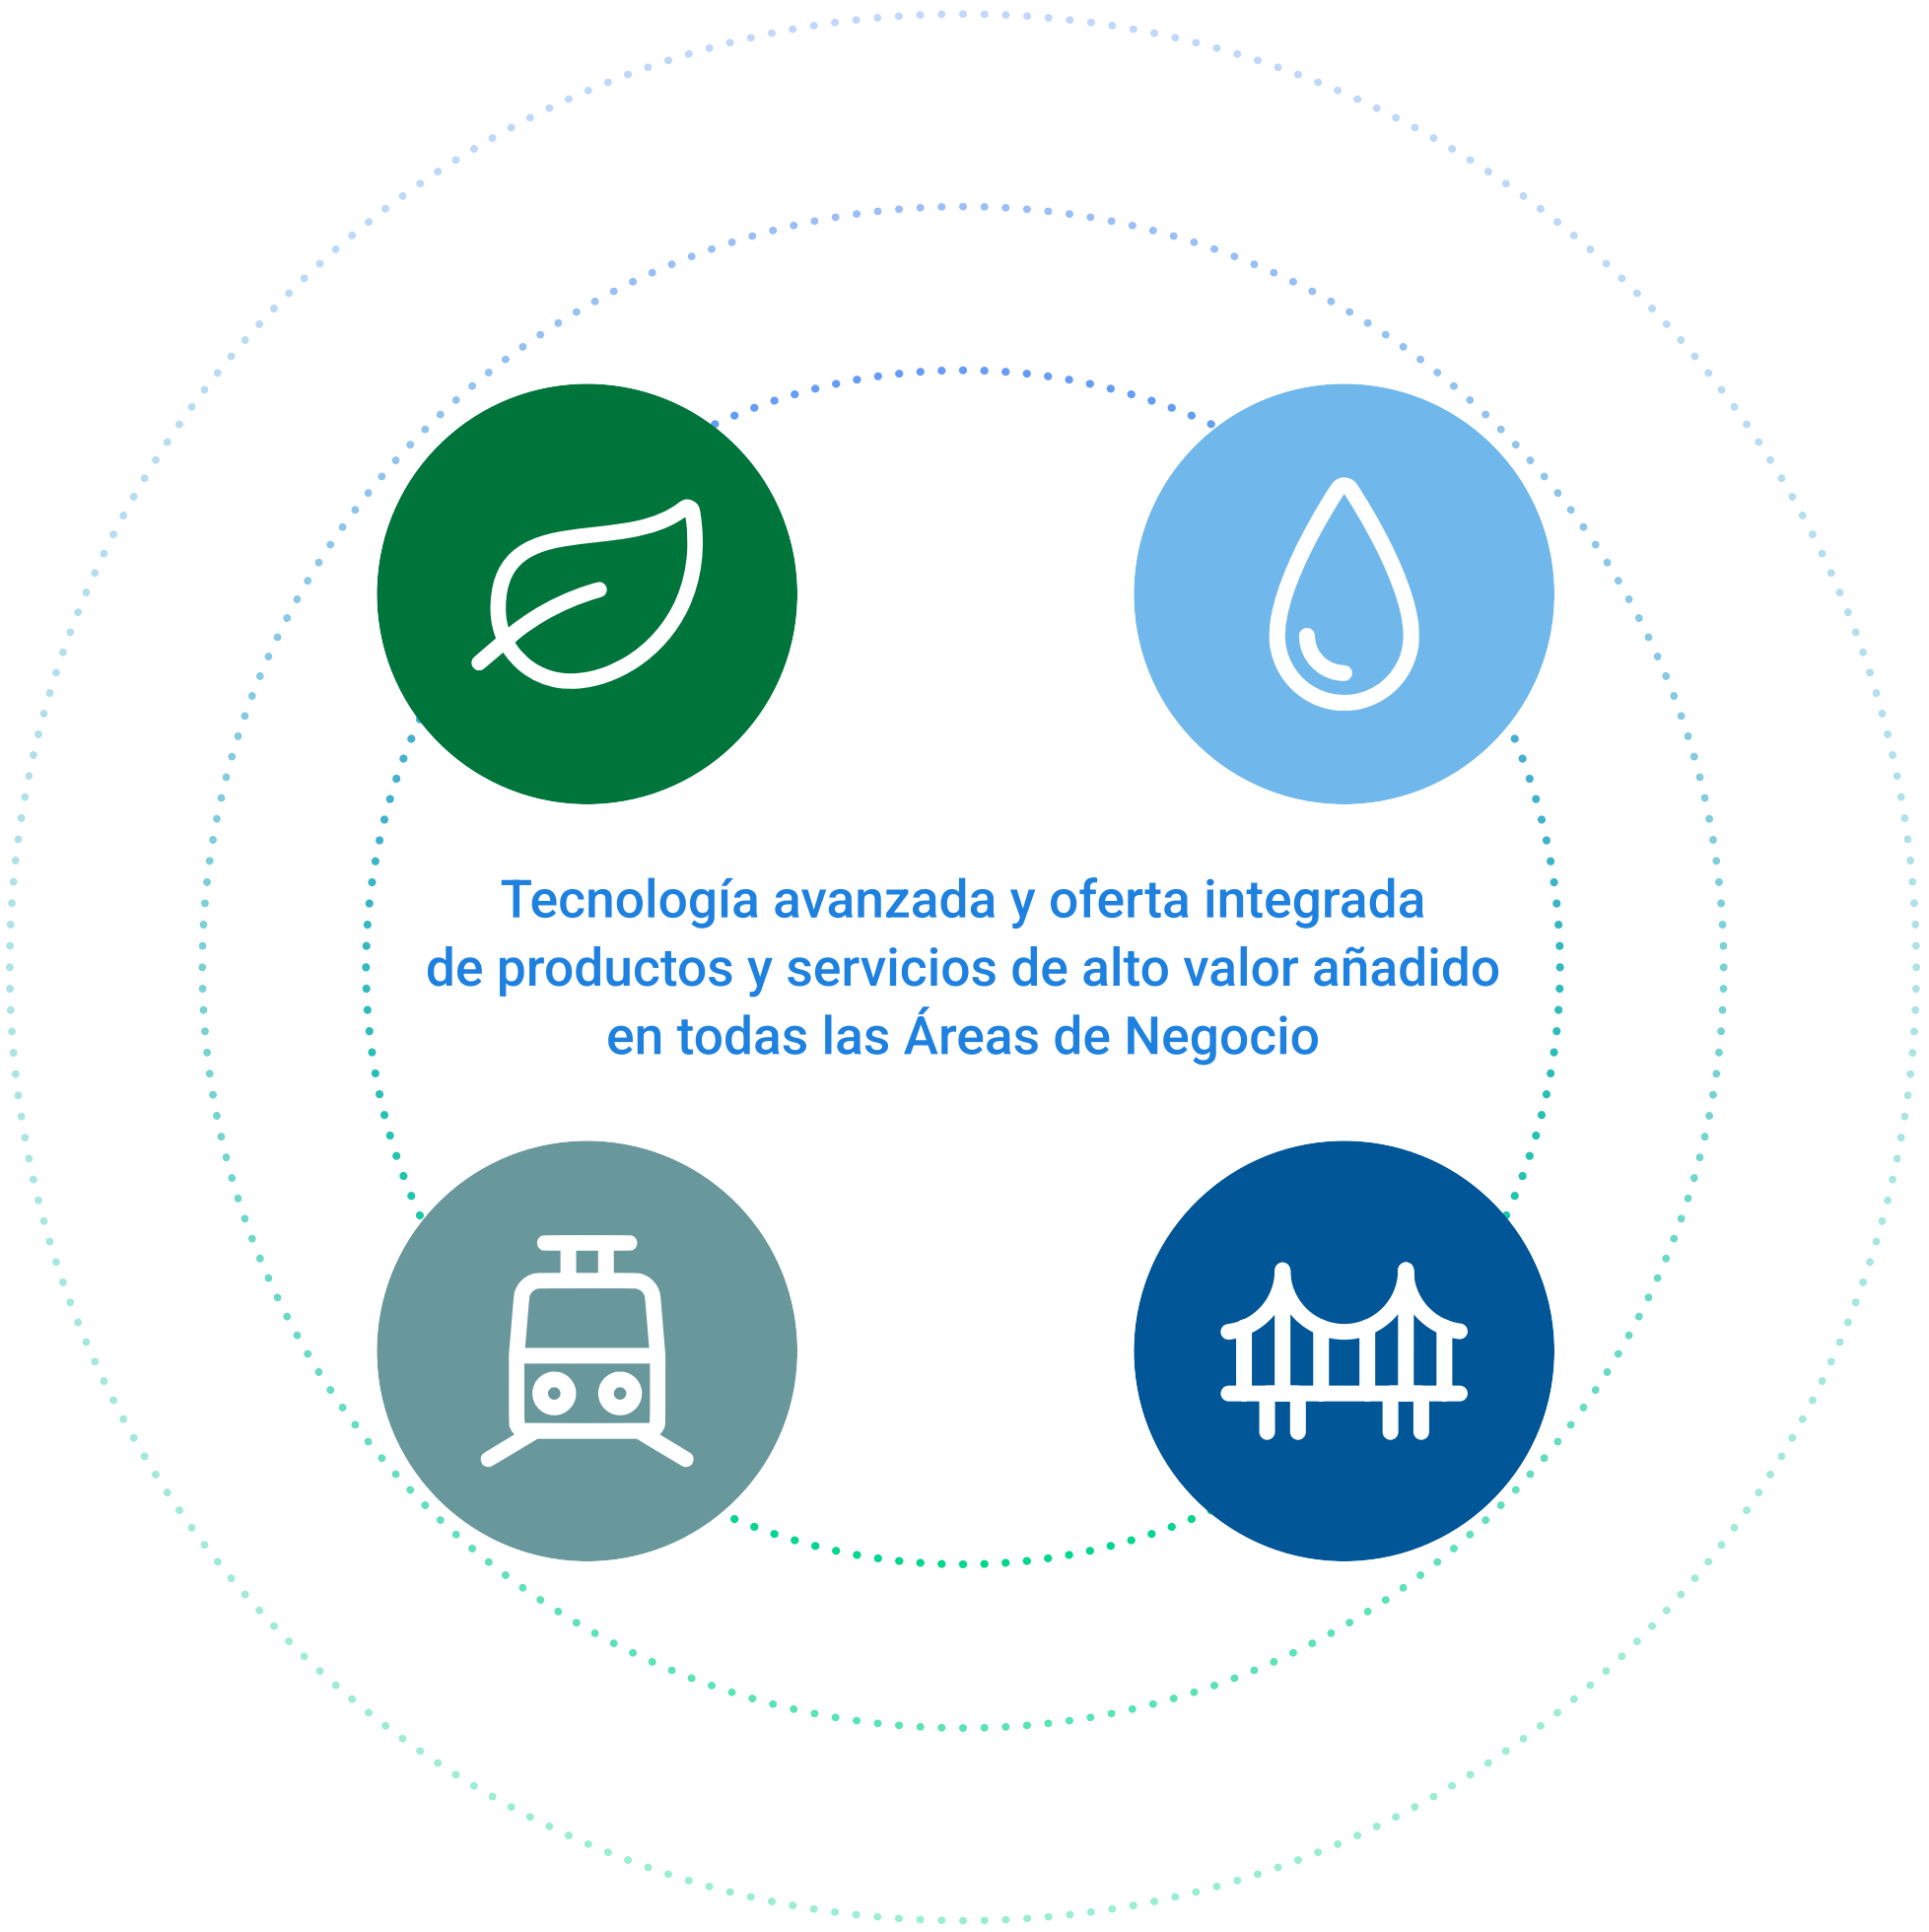 Tecnología avanzada y oferta integrada
de productos y servicios de alto valor añadido
en todas las Áreas de Negocio